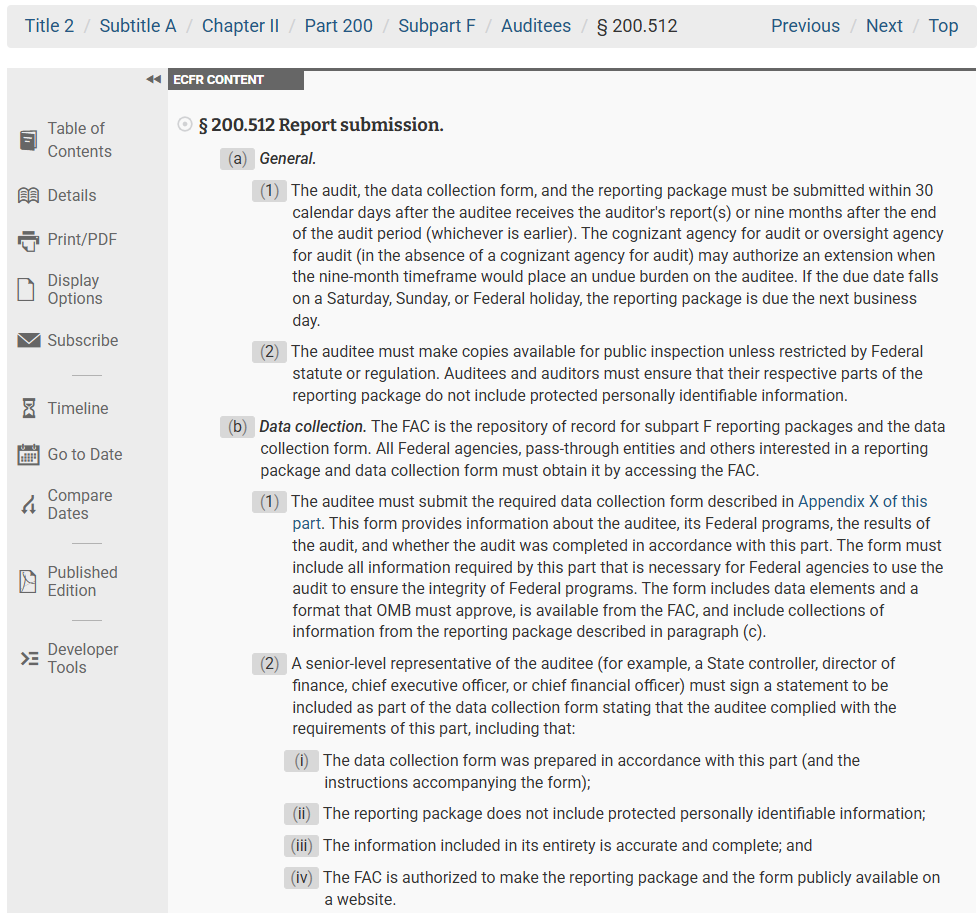 Title 2 / Subtitle A / Chapter II / Part 200 / Subpart F / Auditees / § 200.512 Previous / Next / Top
ECFR CONTENT
Table of
Contents
Details
Print/PDF
Display
Options
Subscribe
Timeline
Go to Date
Compare
Dates
Published
Edition
Developer
Tools
§ 200.512 Report submission.
(a) General.
(1) The audit, the data collection form, and the reporting package must be submitted within 30
calendar days after the auditee receives the auditor's report(s) or nine months after the end
of the audit period (whichever is earlier). The cognizant agency for audit or oversight agency
for audit (in the absence of a cognizant agency for audit) may authorize an extension when
the nine-month timeframe would place an undue burden on the auditee. If the due date falls
on a Saturday, Sunday, or Federal holiday, the reporting package is due the next business
day.
(2) The auditee must make copies available for public inspection unless restricted by Federal
statute or regulation. Auditees and auditors must ensure that their respective parts of the
reporting package do not include protected personally identifiable information.
(b) Data collection. The FAC is the repository of record for subpart F reporting packages and the data
collection form. All Federal agencies, pass-through entities and others interested in a reporting
package and data collection form must obtain it by accessing the FAC.
(1) The auditee must submit the required data collection form described in Appendix X of this
part. This form provides information about the auditee, its Federal programs, the results of
the audit, and whether the audit was completed in accordance with this part. The form must
include all information required by this part that is necessary for Federal agencies to use the
audit to ensure the integrity of Federal programs. The form includes data elements and a
format that OMB must approve, is available from the FAC, and include collections of
information from the reporting package described in paragraph (c).
(2) A senior-level representative of the auditee (for example, a State controller, director of
finance, chief executive officer, or chief financial officer) must sign a statement to be
included as part of the data collection form stating that the auditee complied with the
requirements of this part, including that:
(i) The data collection form was prepared in accordance with this part (and the
instructions accompanying the form);
(ii) The reporting package does not include protected personally identifiable information;
(iii) The information included in its entirety is accurate and complete; and
(iv) The FAC is authorized to make the reporting package and the form publicly available on
a website.